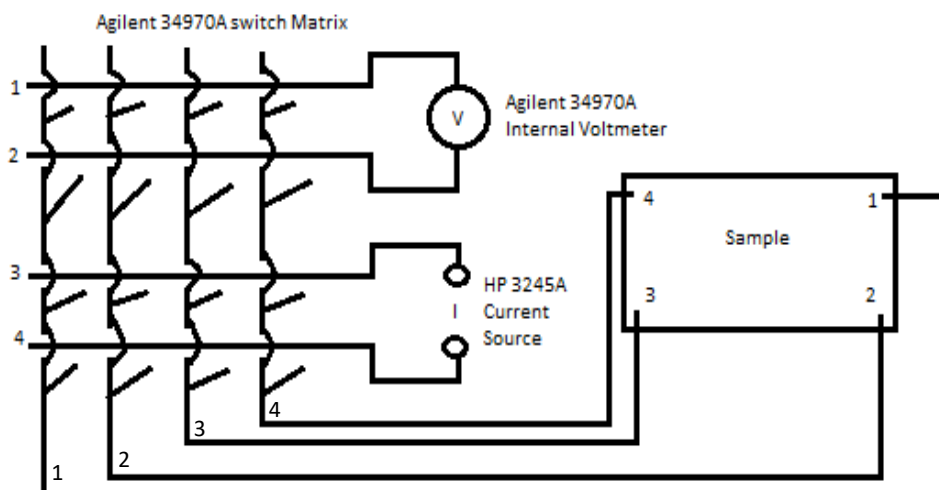 Agilent 34970A switch Matrix
1
2
3
4
V
Agilent 34970A
Internal Voltmeter
I
HP 3245A
Current
Source
4
1
Sample
3
2
1
2
3
4